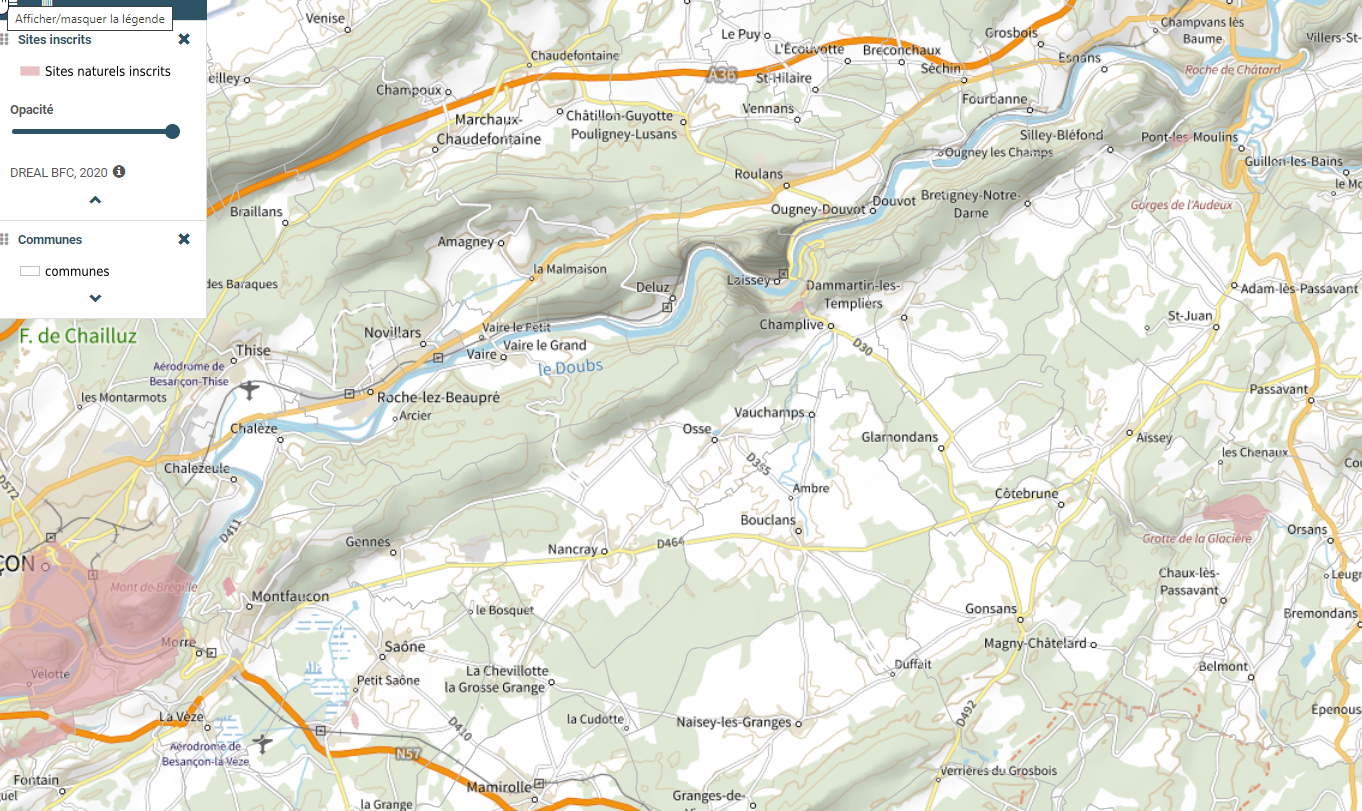 Afficher/masquer la légende
Sites inscrits
Sites naturels inscrits
Opacité
DREAL BFC, 2020
Communes
communes
Venise
Le Puy
L'Écouvotte
Breconchaux
Grosbois
Champvans lès
Baume
Villers-St-
Chaudefontaine
A36
St-Hilaire
Séchin
Esnans
Roche de Châtard
Champoux
Fourbanne
Marchaux-
Chaudefontaine
Châtillon-Guyotte
Pouligney-Lusans
Vennans
Silley-Bléfond
Pont-les Moulins
Ougney les Champs
Guillon-les-Bains
Roulans
Bretigney-Notre-
Dame
Gorges de l'Audeux
Braillans
Ougney-Douvot
Douvot
Amagney
la Malmaison
des Baraques
Deluz
Laissey
Dammartin-les-
Templiers
Adam-lès-Passavant
St-Juan
F. de Chailluz
Novillars
Vaire le Petit
Champlive
Thise
Vaire
Vaire le Grand
D30
Aérodrome de
Besançon-Thise
le Doubs
les Montarmots
Roche-lez-Beaupré
Passavant
Arcier
Vauchamps
Chalèze
Osse
Glamondans
Aïssey
Chalezeule
D355
les Chenaux
D572
Ambre
Côtebrune
D411
Bouclans
Orsans
Gennes
Nancray
D464
Grotte de la Glacière
ÇON
Mont de Brégille
Montfaucon
Chaux-lès-
Passavant
le Bosquet
Gonsans
Bremondans
Morre
Saône
Magny-Châtelard
La Chevillotte
Duffait
Belmont
Velotte
Petit Saône
la Grosse Grange
La Vèze
D410
la Cudotte
Naisey-les-Granges
D492
Aérodrome de
Besançon-la-Vèze
N57
Verrières du Grosbois
Fontain
Mamirolle
Granges-de-
la Grange